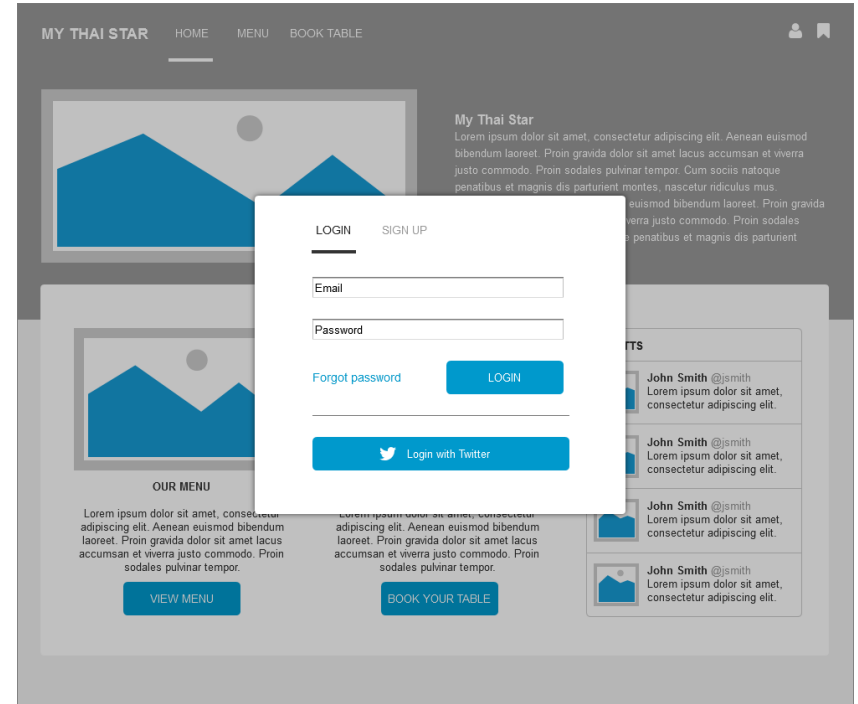 MY THAI STAR HOME MENU BOOK TABLE
My Thai Star
Lorem ipsum dolor sit amet, consectetur adipiscing elit. Aenean euismod
bibendum laoreet. Proin gravida dolor sit amet lacus accumsan et viverra
justo commodo. Proin sodales pulvinar tempor. Cum sociis natoque
penatibus et magnis dis parturient montes, nascetur ridiculus mus.
euismod bibendum laoreet. Proin gravida
verra justo commodo. Proin sodales
penatibus et magnis dis parturient
LOGIN SIGN UP
Email
Password
Forgot password LOGIN
Login with Twitter
OUR MENU
Lorem ipsum dolor sit amet, consectetur
adipiscing elit. Aenean euismod bibendum
laoreet. Proin gravida dolor sit amet lacus
accumsan et viverra justo commodo. Proin
sodales pulvinar tempor.
VIEW MENU
Lorem ipsum dolor sit amet, consectetur
adipiscing elit. Aenean euismod bibendum
laoreet. Proin gravida dolor sit amet lacus
accumsan et viverra justo commodo. Proin
sodales pulvinar tempor.
BOOK YOUR TABLE
TTS
John Smith @jsmith
Lorem ipsum dolor sit amet,
consectetur adipiscing elit.
John Smith @jsmith
Lorem ipsum dolor sit amet,
consectetur adipiscing elit.
John Smith @jsmith
Lorem ipsum dolor sit amet,
consectetur adipiscing elit.
John Smith @jsmith
Lorem ipsum dolor sit amet,
consectetur adipiscing elit.